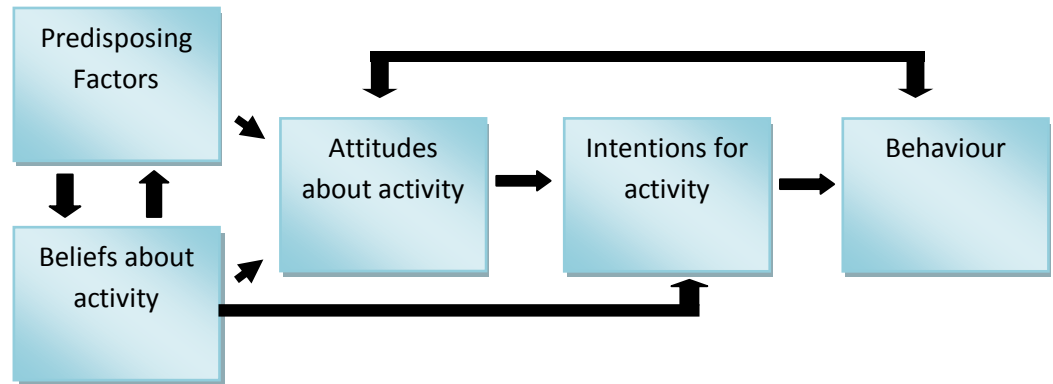 Predisposing
Factors
Attitudes
about activity
Intentions for
activity
Behaviour
Beliefs about
activity